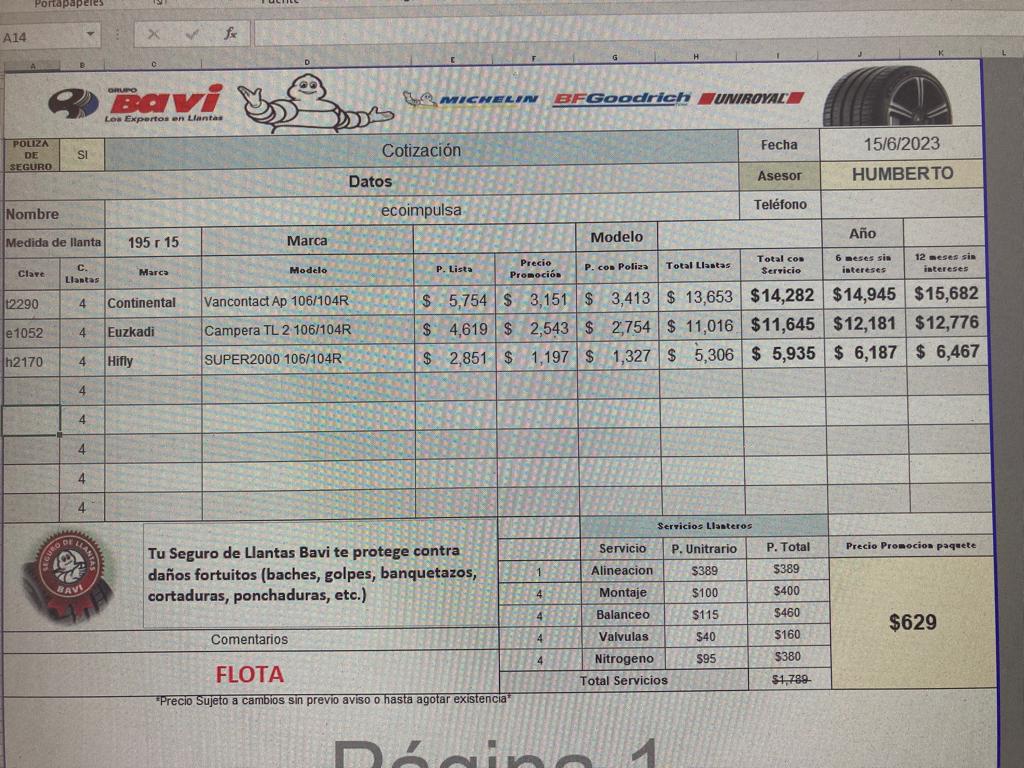 Portapapeles
A14
fx
A B C D E F G H I J K L
GRUPO
BAVI
Los Expertos en Llantas
MICHELIN BFGoodrich UNIROYAL
POLIZA DE SEGURO SI Cotización Fecha 15/6/2023
Datos Asesor HUMBERTO
Nombre ecoimpulsa Teléfono
Medida de llanta 195 r 15 Marca Modelo Año
Clave C. Llantas Marca Modelo P. Lista Precio Promoción P. con Poliza Total Llantas Total con Servicio 6 meses sin intereses 12 meses sin intereses
t2290 4 Continental Vancontact Ap 106/104R $ 5,754 $ 3,151 $ 3,413 $ 13,653 $14,282 $14,945 $15,682
e1052 4 Euzkadi Campera TL 2 106/104R $ 4,619 $ 2,543 $ 2,754 $ 11,016 $11,645 $12,181 $12,776
h2170 4 Hifly SUPER2000 106/104R $ 2,851 $ 1,197 $ 1,327 $ 5,306 $ 5,935 $ 6,187 $ 6,467
4
4
4
4
4
SEGURO DE LLANTAS
BAVI
Tu Seguro de Llantas Bavi te protege contra
daños fortuitos (baches, golpes, banquetazos,
cortaduras, ponchaduras, etc.)
Comentarios
FLOTA
Servicios Llanteros
Servicio P. Unitrario P. Total Precio Promocion paquete
1 Alineacion $389 $389
4 Montaje $100 $400
4 Balanceo $115 $460
4 Valvulas $40 $160
4 Nitrogeno $95 $380
Total Servicios $1,789
$629
*Precio Sujeto a cambios sin previo aviso o hasta agotar existencia*
Página 1